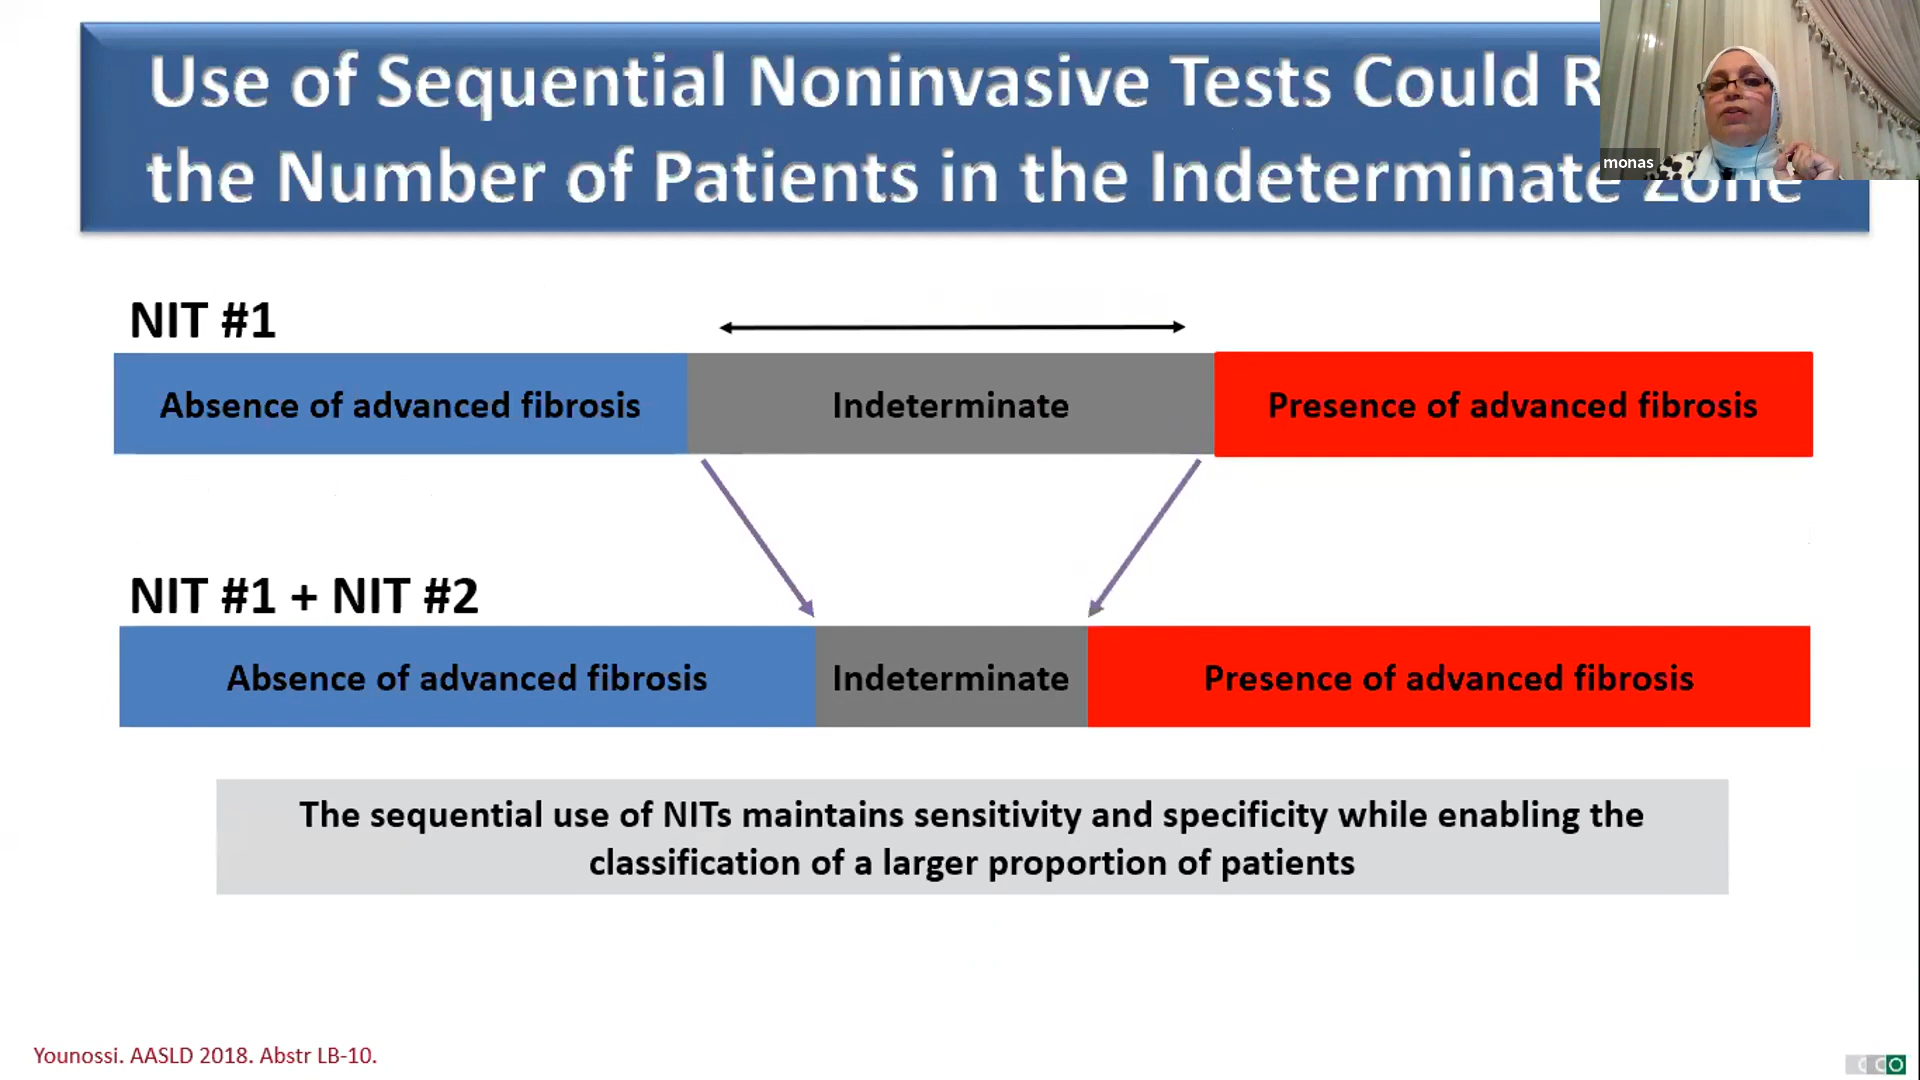 Use of Sequential Noninvasive Tests Could
the Number of Patients in the Indeterminate Zone
monas
NIT #1
Absence of advanced fibrosis
Indeterminate
Presence of advanced fibrosis
NIT #1 + NIT #2
Absence of advanced fibrosis
Indeterminate
Presence of advanced fibrosis
The sequential use of NITs maintains sensitivity and specificity while enabling the
classification of a larger proportion of patients
Younossi. AASLD 2018. Abstr LB-10.
CCO